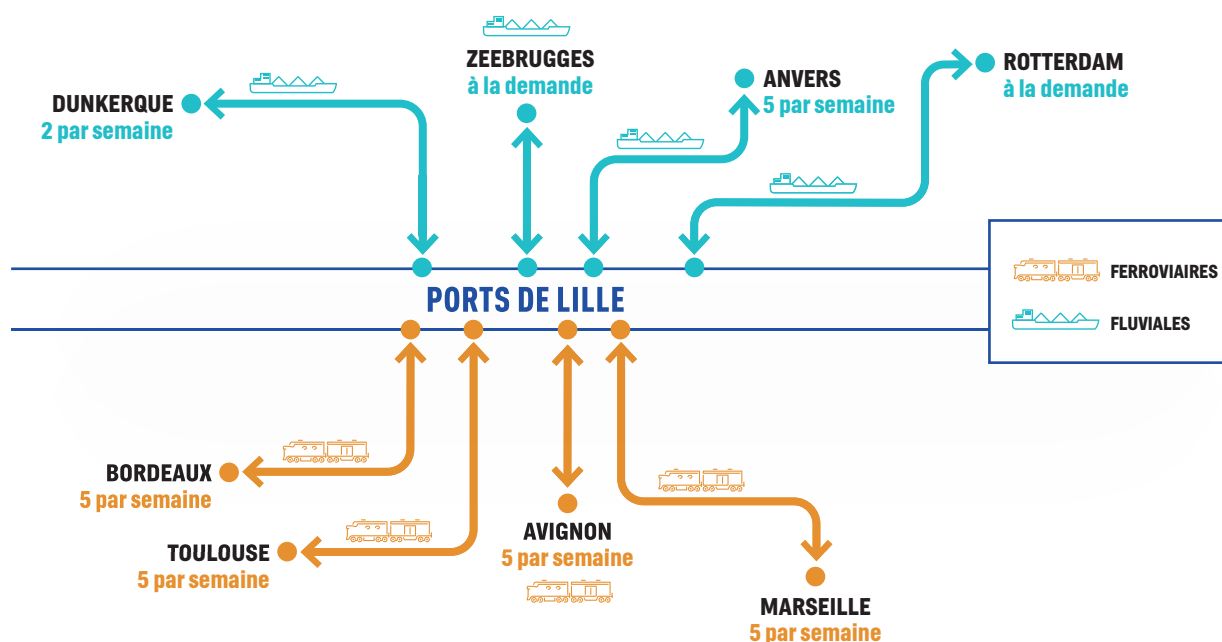 ZEEBRUGGES
à la demande
DUNKERQUE
2 par semaine
ANVERS
5 par semaine
ROTTERDAM
à la demande
PORTS DE LILLE
FERROVIAIRES
FLUVIALES
BORDEAUX
5 par semaine
TOULOUSE
5 par semaine
AVIGNON
5 par semaine
MARSEILLE
5 par semaine